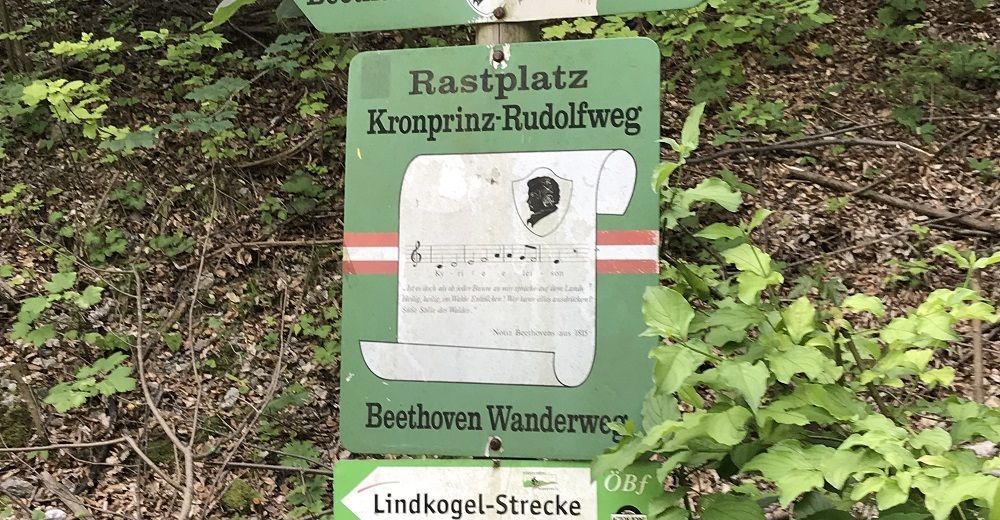 Rastplatz
Kronprinz-Rudolfweg
Ky - ri - e e - lei - son
„Ist es doch als ob jeder Baum zu mir spräche auf dem Lande
Heilig, heilig, im Walde Entzücken! Wer kann alles ausdrücken?
Süße Stille des Waldes."
Notiz Beethovens aus 1815
Beethoven Wanderweg
Lindkogel-Strecke
ÖBf